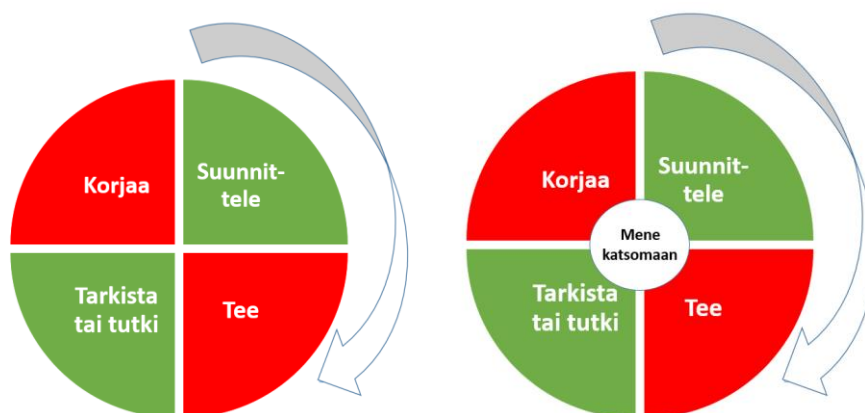 Korjaa
Suunnit-
tele
Tarkista
tai tutki
Tee
Korjaa
Suunnit-
tele
Mene
katsomaan
Tarkista
tai tutki
Tee